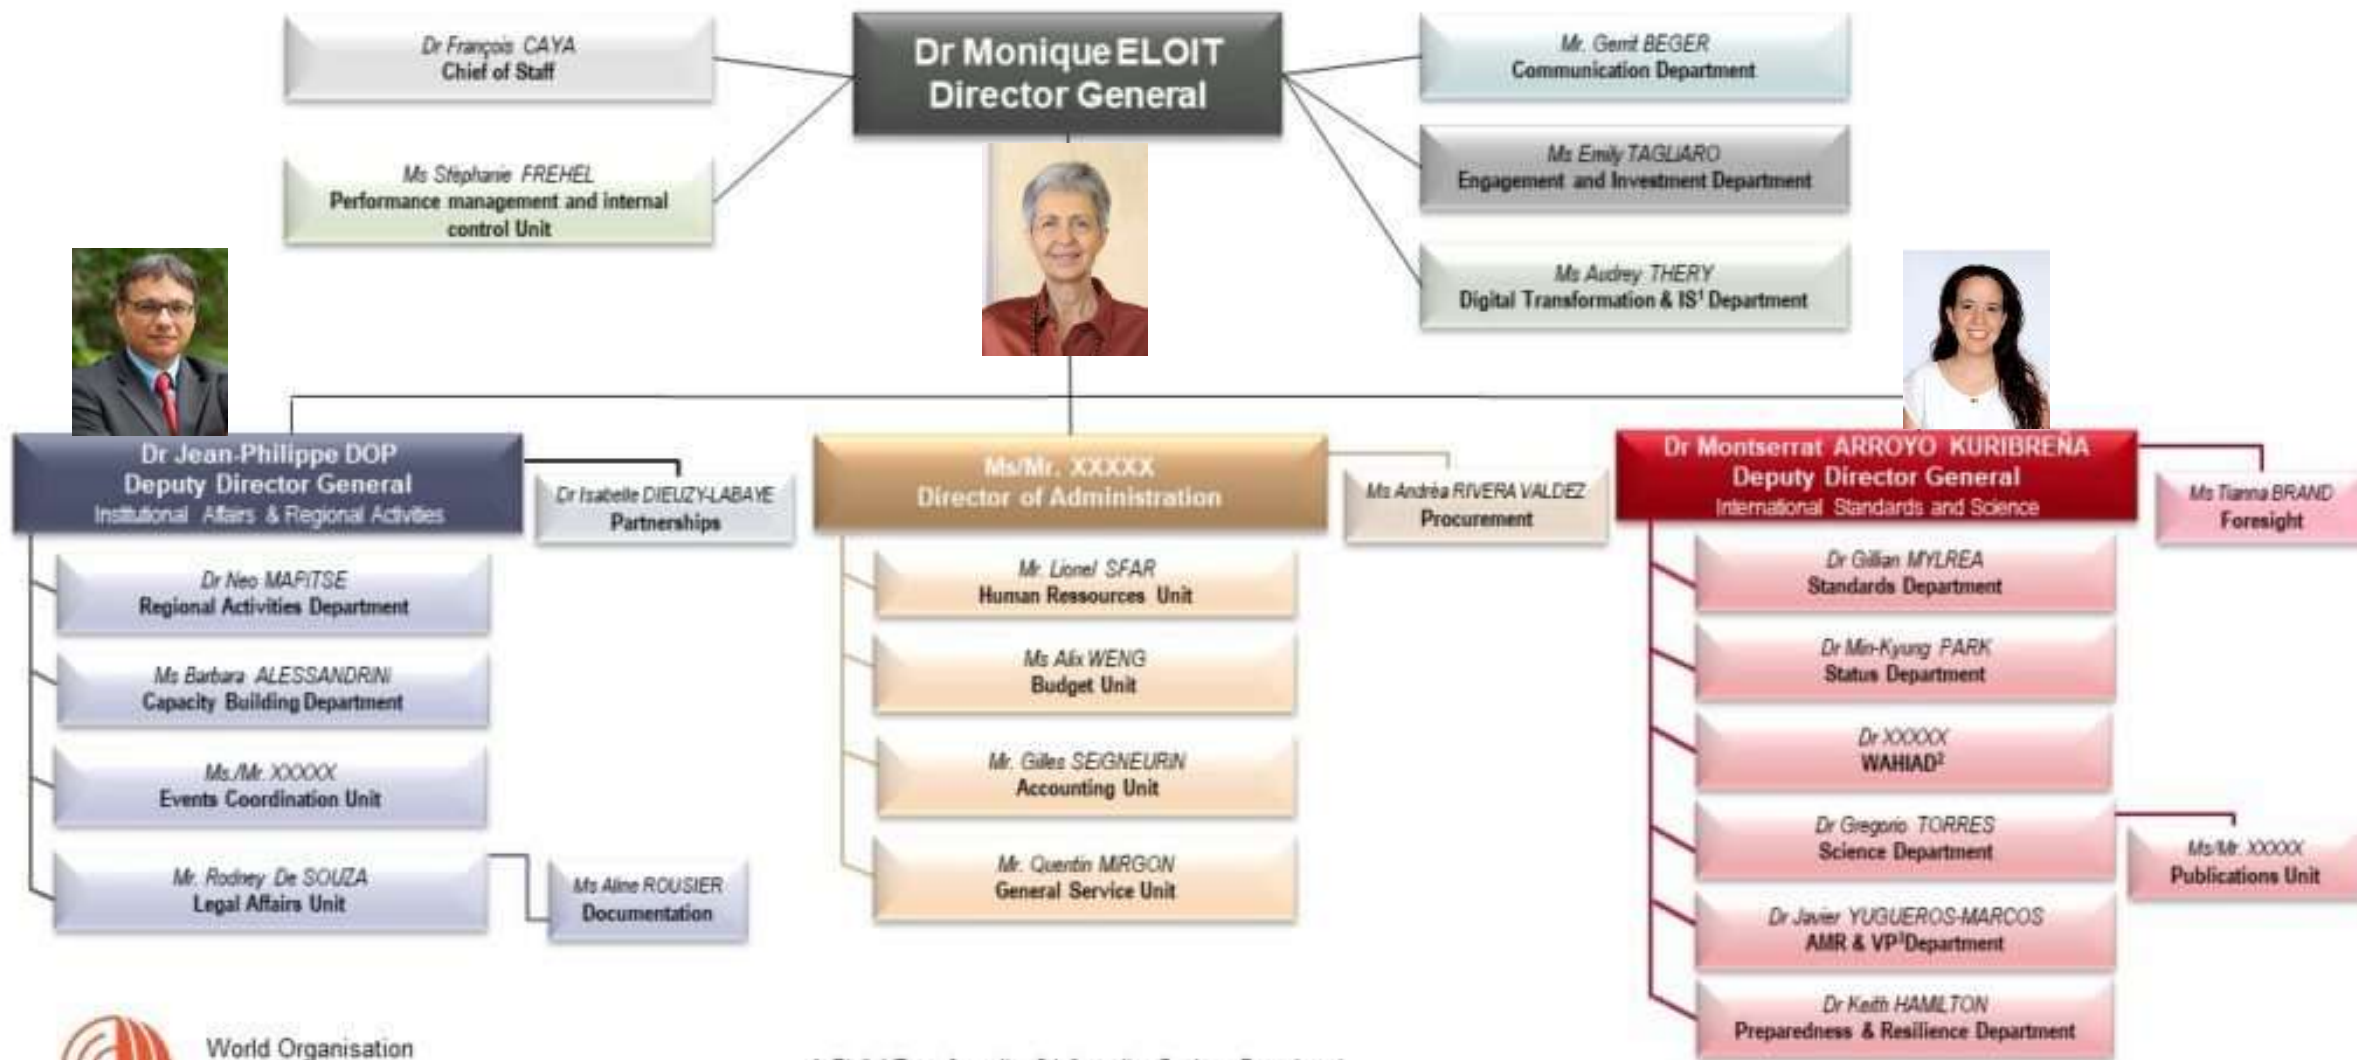 Dr François CAYA
Chief of Staff
Dr Monique ELOIT
Director General
Mr. Gerrit BEGER
Communication Department
Ms Stéphanie FREHEL
Performance management and internal
control Unit
Ms Emily TAGLIARO
Engagement and Investment Department
Ms Audrey THERY
Digital Transformation & IS¹ Department
Dr Jean-Philippe DOP
Deputy Director General
Institutional Affairs & Regional Activities
Dr Isabelle DIEUZY-LABAYE
Partnerships
Ms/Mr. XXXXX
Director of Administration
Ms Andréa RIVERA VALDEZ
Procurement
Dr Montserrat ARROYO KURIBREÑA
Deputy Director General
International Standards and Science
Ms Tianna BRAND
Foresight
Dr Neo MAPITSE
Regional Activities Department
Ms Barbara ALESSANDRINI
Capacity Building Department
Ms./Mr. XXXXX
Events Coordination Unit
Mr. Rodney De SOUZA
Legal Affairs Unit
Ms Aline ROUSIER
Documentation
Mr. Lionel SFAR
Human Ressources Unit
Ms Alix WENG
Budget Unit
Mr. Gilles SEIGNEURIN
Accounting Unit
Mr. Quentin MIRGON
General Service Unit
Dr Gillian MYLREA
Standards Department
Dr Min-Kyung PARK
Status Department
Dr XXXXX
WAHIAD²
Dr Gregorio TORRES
Science Department
Ms/Mr. XXXXX
Publications Unit
Dr Javier YUGUEROS-MARCOS
AMR & VP³Department
Dr Keith HAMILTON
Preparedness & Resilience Department
World Organisation